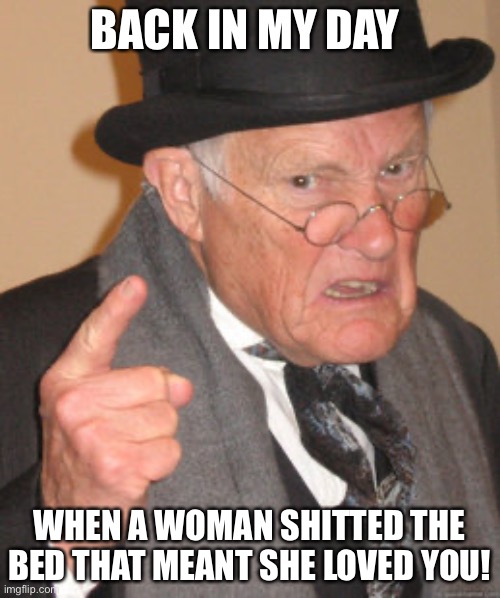 BACK IN MY DAY
WHEN A WOMAN SHITTED THE
BED THAT MEANT SHE LOVED YOU!
imgflip.com